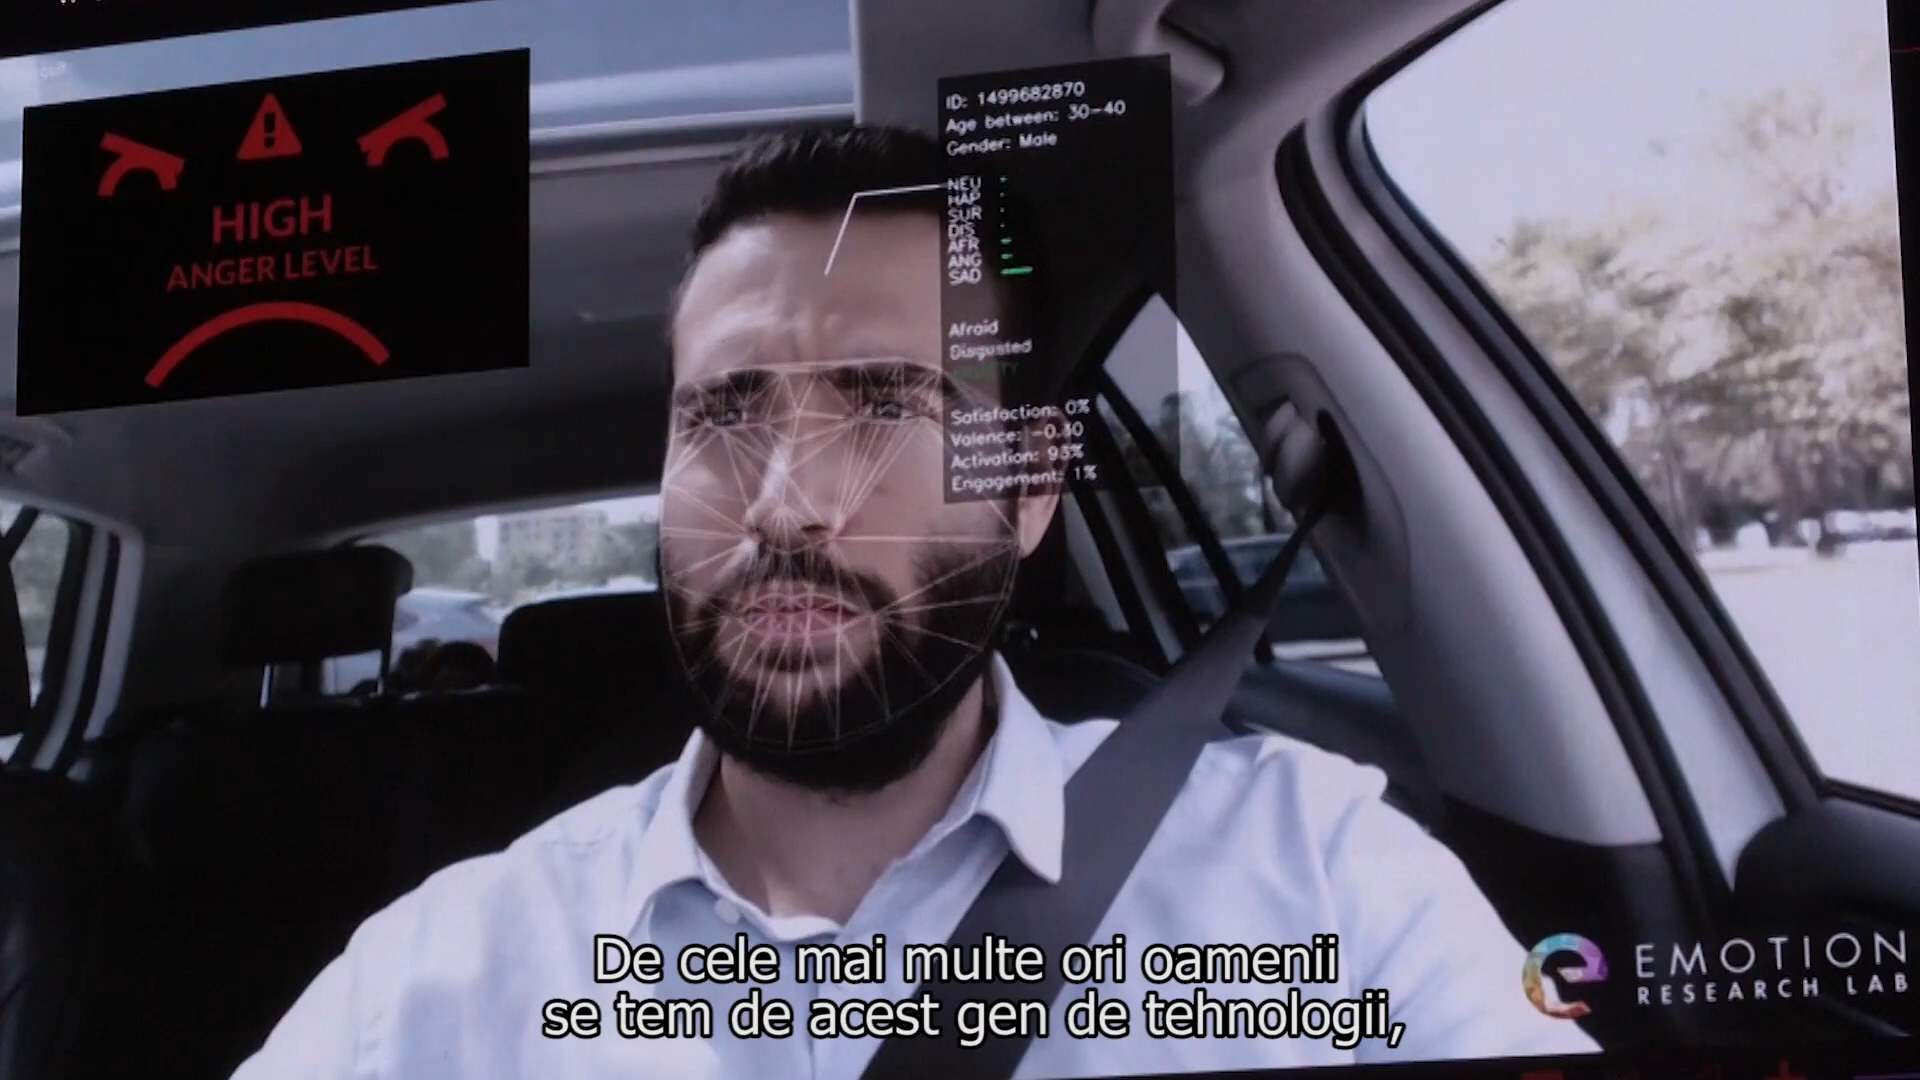 HIGH
ANGER LEVEL
ID: 1499682870
Age between: 30-40
Gender: Male
NEU
HAP
SUR
DIS
AFR
ANG
SAD
Afraid
Disgusted
Satisfaction: 0%
Valence:
Activation: 93%
Engagement: 1%
EMOTION
RESEARCH LAB
De cele mai multe ori oamenii
se tem de acest gen de tehnologii,